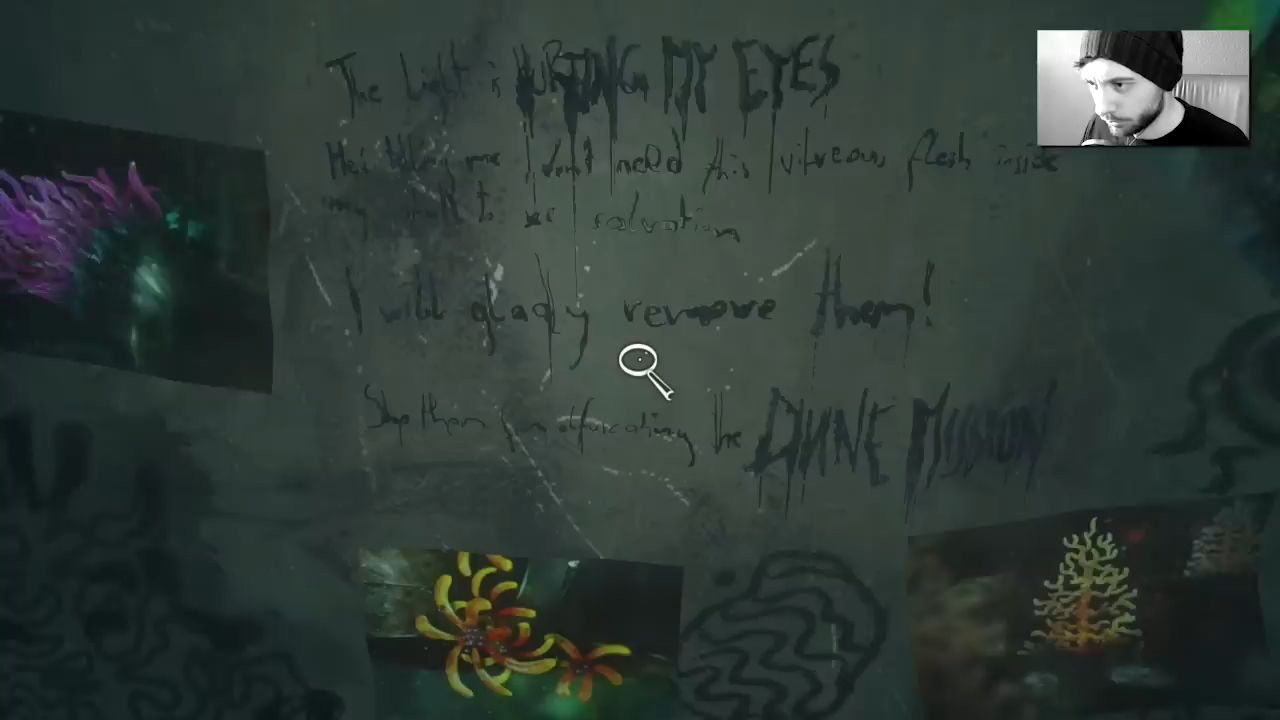 The Light is HURTING MY EYES
He's telling me I don't need this vitreous flesh inside
my skull to see salvation
I will gladly remove them!
Stop them from obfuscating the DIVINE MISSION